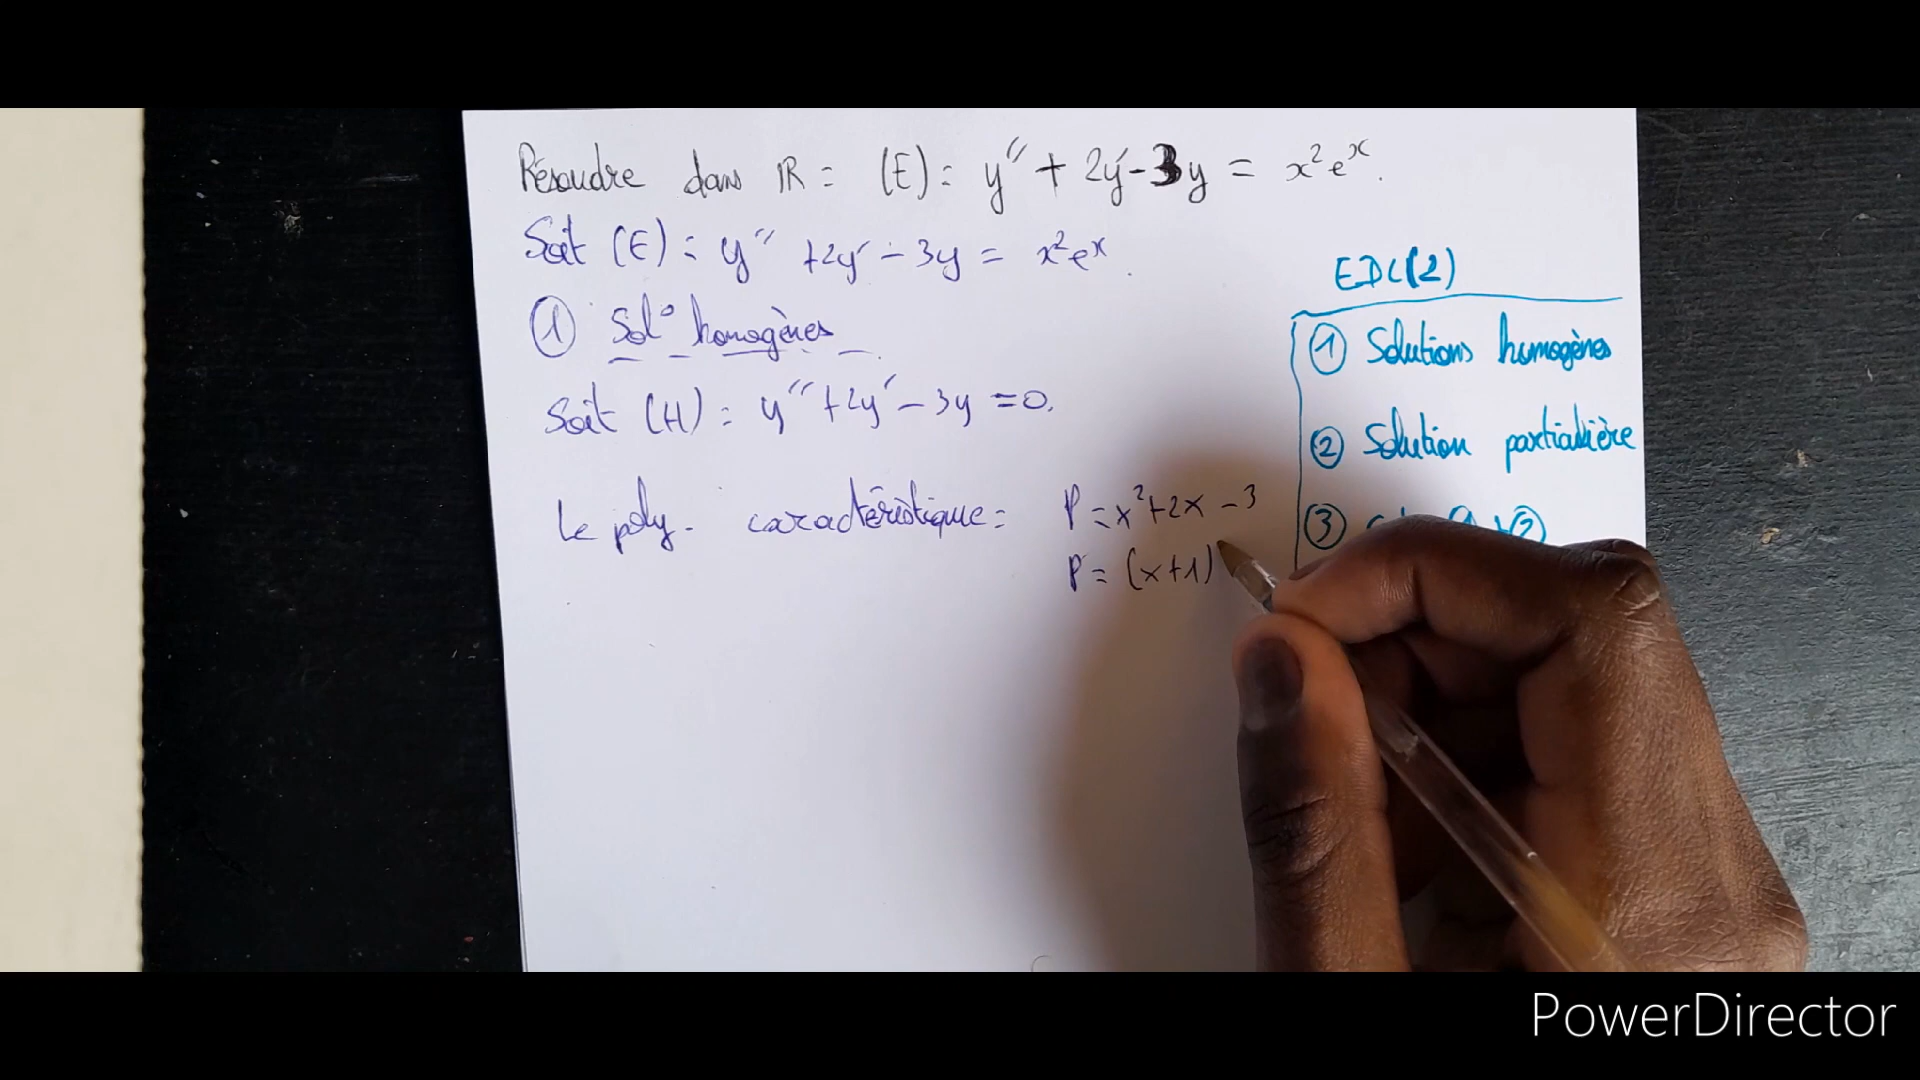 Résoudre dans ℝ : (E) : y'' + 2y' - 3y = x²eˣ.
Soit (E) : y'' + 2y' - 3y = x²eˣ.
① Sol° homogènes
Soit (H) : y'' + 2y' - 3y = 0.
Le poly. caractéristique : P = x² + 2x - 3
P = (x+1)
EDL(2)
① Solutions homogènes
② Solution particulière
③
PowerDirector